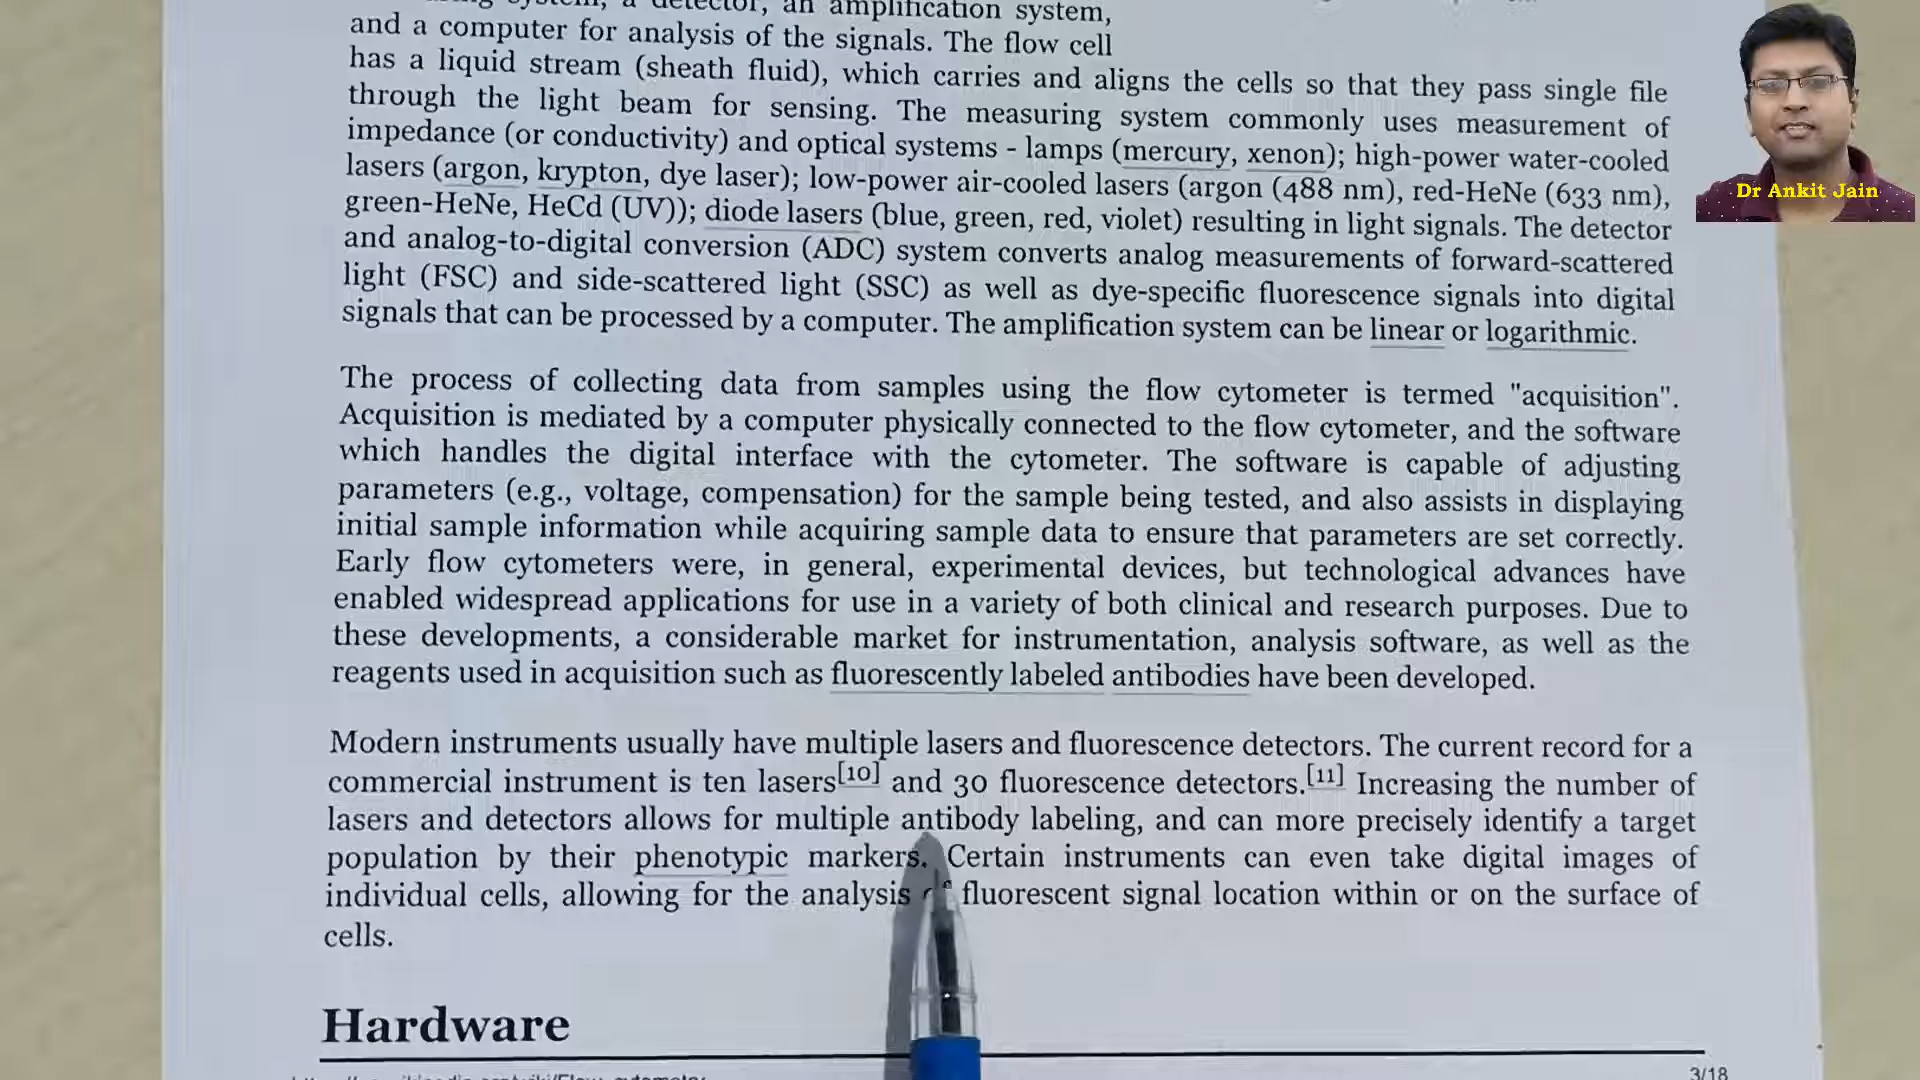 system, a detector, an amplification system,
and a computer for analysis of the signals. The flow cell
has a liquid stream (sheath fluid), which carries and aligns the cells so that they pass single file
through the light beam for sensing. The measuring system commonly uses measurement of
impedance (or conductivity) and optical systems - lamps (mercury, xenon); high-power water-cooled
lasers (argon, krypton, dye laser); low-power air-cooled lasers (argon (488 nm), red-HeNe (633 nm),
green-HeNe, HeCd (UV)); diode lasers (blue, green, red, violet) resulting in light signals. The detector
and analog-to-digital conversion (ADC) system converts analog measurements of forward-scattered
light (FSC) and side-scattered light (SSC) as well as dye-specific fluorescence signals into digital
signals that can be processed by a computer. The amplification system can be linear or logarithmic.
The process of collecting data from samples using the flow cytometer is termed "acquisition".
Acquisition is mediated by a computer physically connected to the flow cytometer, and the software
which handles the digital interface with the cytometer. The software is capable of adjusting
parameters (e.g., voltage, compensation) for the sample being tested, and also assists in displaying
initial sample information while acquiring sample data to ensure that parameters are set correctly.
Early flow cytometers were, in general, experimental devices, but technological advances have
enabled widespread applications for use in a variety of both clinical and research purposes. Due to
these developments, a considerable market for instrumentation, analysis software, as well as the
reagents used in acquisition such as fluorescently labeled antibodies have been developed.
Modern instruments usually have multiple lasers and fluorescence detectors. The current record for a
commercial instrument is ten lasers[10] and 30 fluorescence detectors.[11] Increasing the number of
lasers and detectors allows for multiple antibody labeling, and can more precisely identify a target
population by their phenotypic markers. Certain instruments can even take digital images of
individual cells, allowing for the analysis fluorescent signal location within or on the surface of
cells.
Hardware
3/18
Dr Ankit Jain